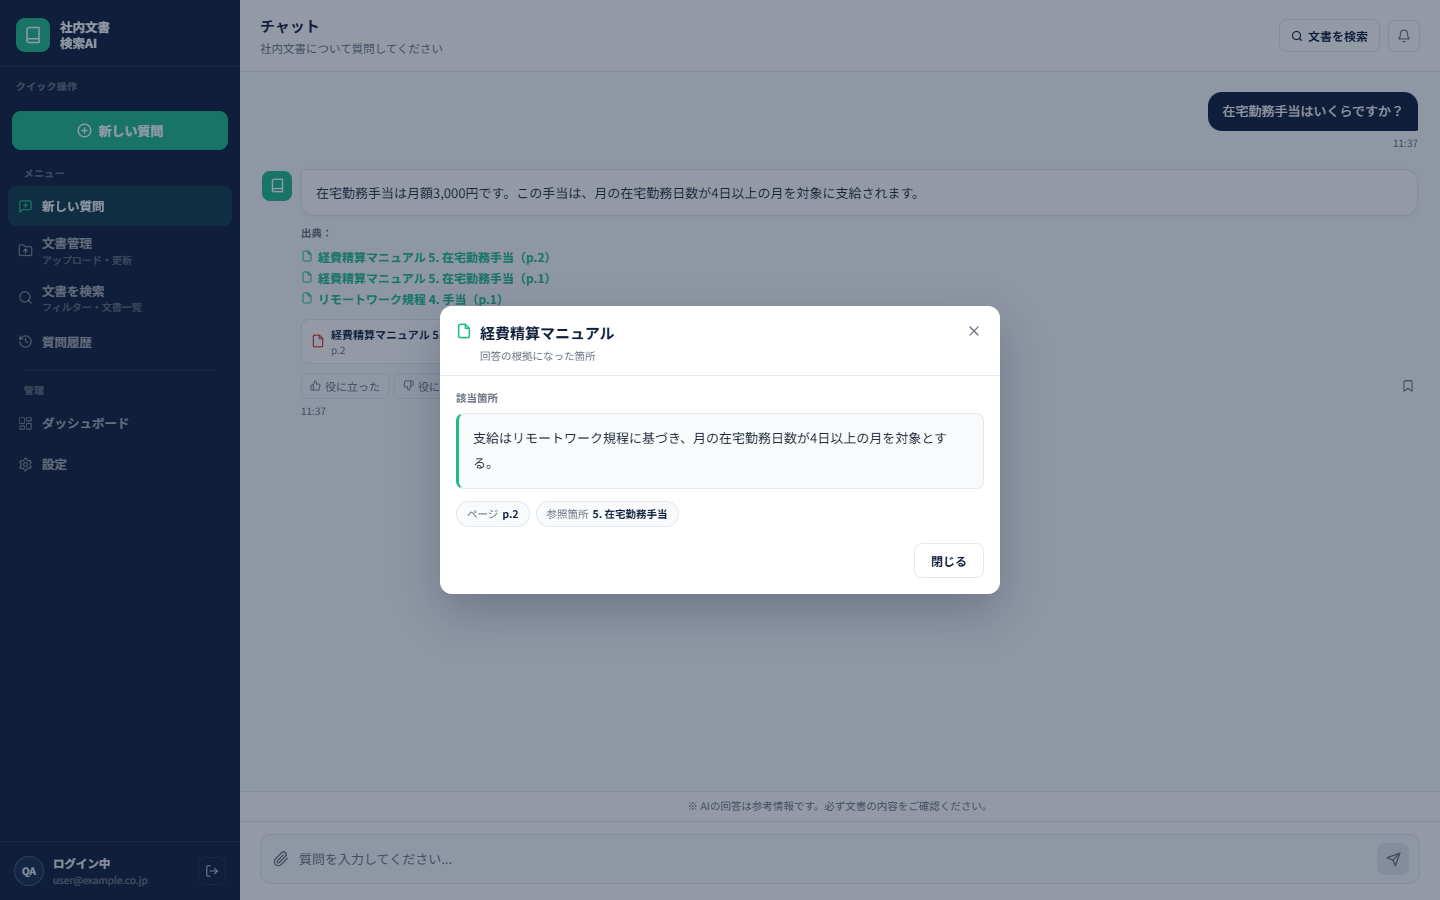 社内文書
検索AI
クイック操作
新しい質問
メニュー
新しい質問
文書管理
アップロード・更新
文書を検索
フィルター・文書一覧
質問履歴
管理
ダッシュボード
設定
QA
ログイン中
user@example.co.jp
チャット
社内文書について質問してください
文書を検索
在宅勤務手当はいくらですか？
11:37
在宅勤務手当は月額3,000円です。この手当は、月の在宅勤務日数が4日以上の月を対象に支給されます。
出典：
経費精算マニュアル 5. 在宅勤務手当（p.2）
経費精算マニュアル 5. 在宅勤務手当（p.1）
リモートワーク規程 4. 手当（p.1）
経費精算マニュアル 5.
p.2
役に立った
役に
11:37
経費精算マニュアル
回答の根拠になった箇所
該当箇所
支給はリモートワーク規程に基づき、月の在宅勤務日数が4日以上の月を対象とす
る。
ページ p.2
参照箇所 5. 在宅勤務手当
閉じる
※ AIの回答は参考情報です。必ず文書の内容をご確認ください。
質問を入力してください...